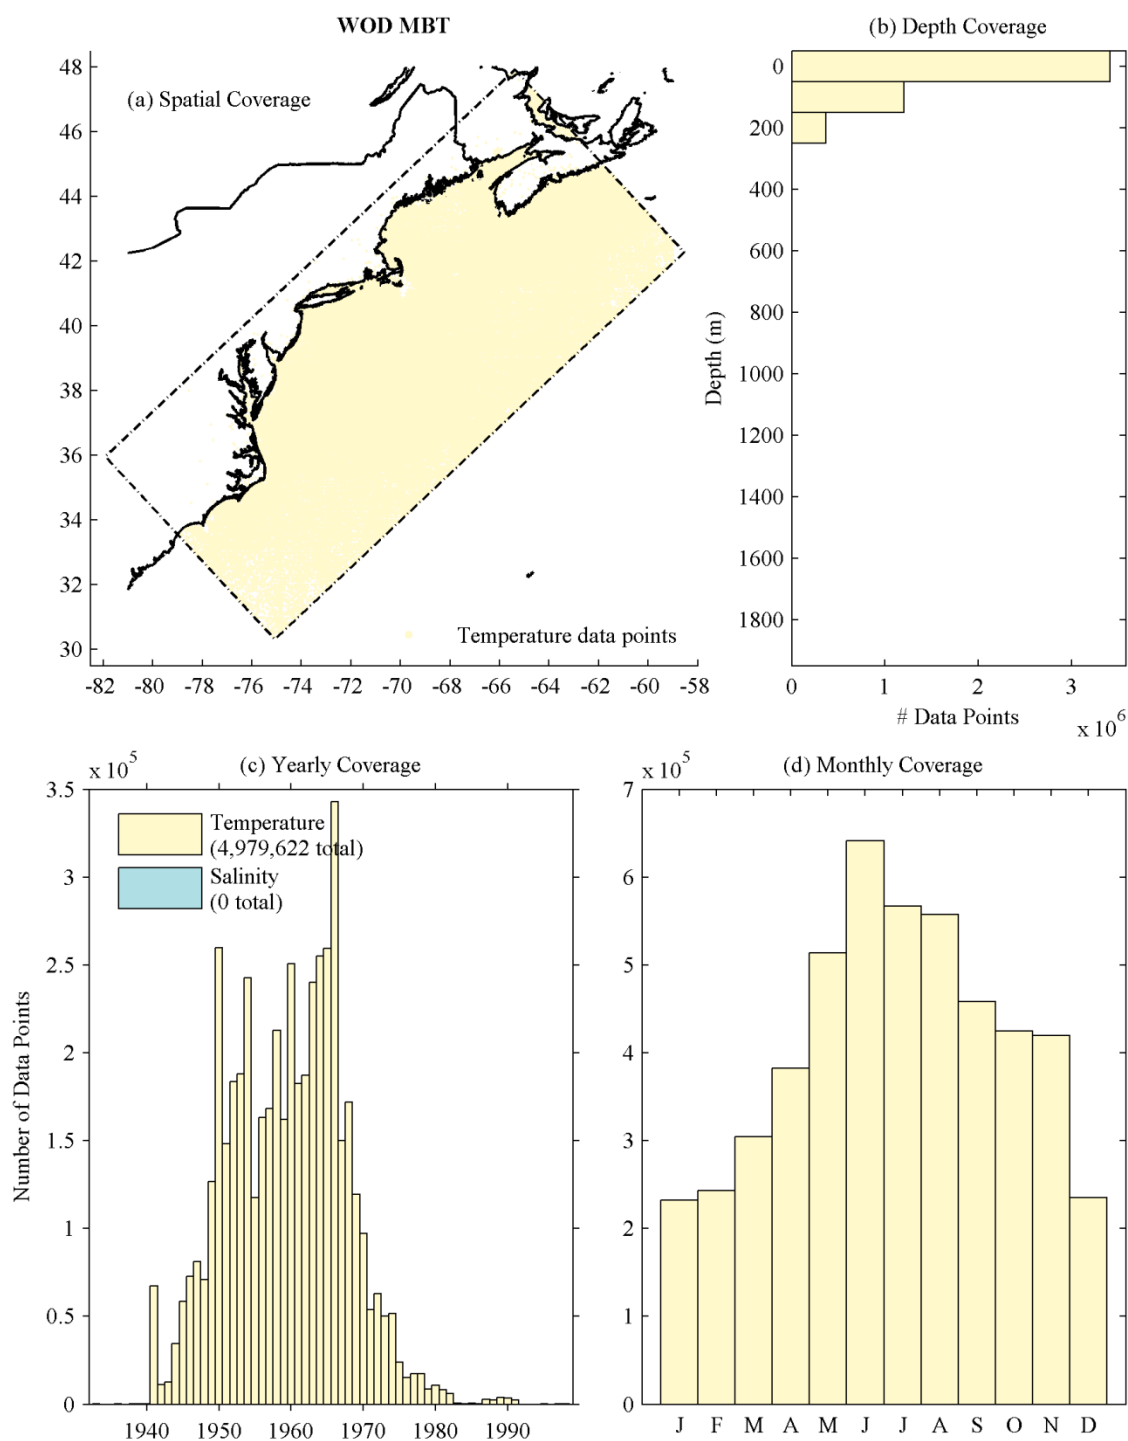 WOD MBT
(a) Spatial Coverage
48
46
44
42
40
38
36
34
32
30
-82 -80 -78 -76 -74 -72 -70 -68 -66 -64 -62 -60 -58
Temperature data points
(b) Depth Coverage
0
200
400
600
800
1000
1200
1400
1600
1800
Depth (m)
0 1 2 3
# Data Points
x 10^6
(c) Yearly Coverage
x 10^5
3.5
3
2.5
2
1.5
1
0.5
0
Number of Data Points
Temperature
(4,979,622 total)
Salinity
(0 total)
1940 1950 1960 1970 1980 1990
(d) Monthly Coverage
x 10^5
7
6
5
4
3
2
1
0
J F M A M J J A S O N D